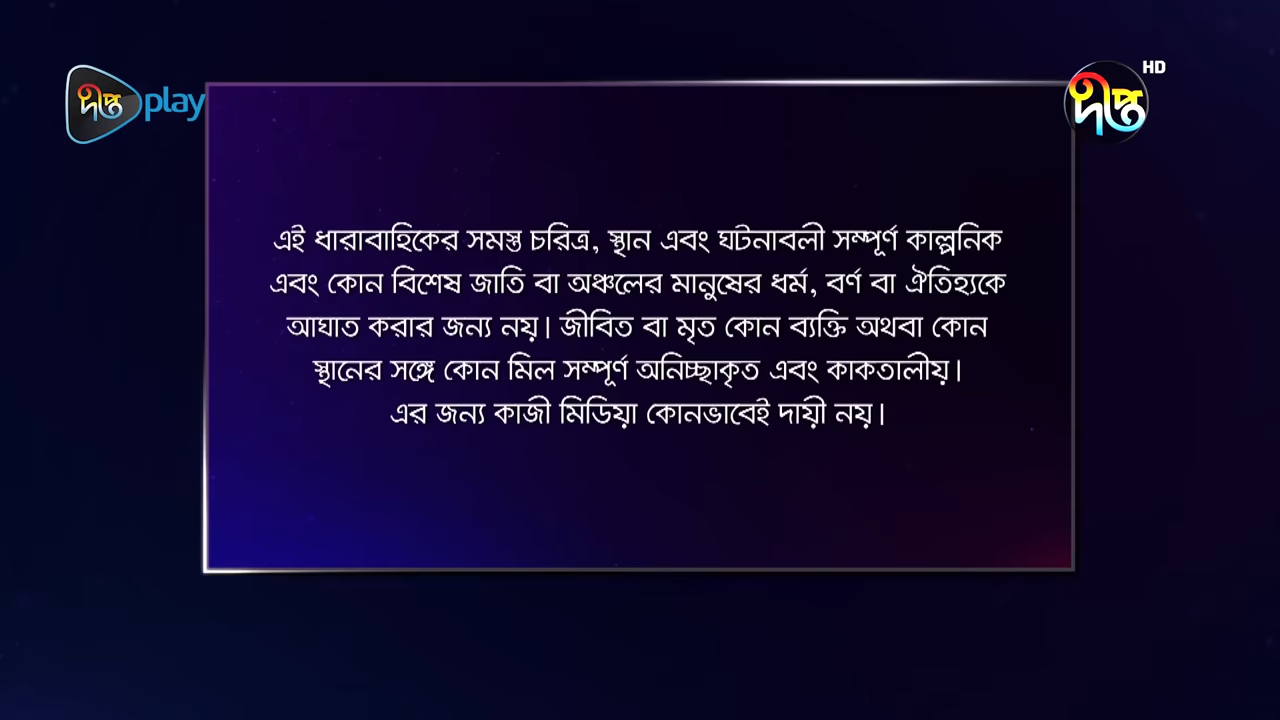 দীপ্ত play
দীপ্ত HD
এই ধারাবাহিকের সমস্ত চরিত্র, স্থান এবং ঘটনাবলী সম্পূর্ণ কাল্পনিক
এবং কোন বিশেষ জাতি বা অঞ্চলের মানুষের ধর্ম, বর্ণ বা ঐতিহ্যকে
আঘাত করার জন্য নয়। জীবিত বা মৃত কোন ব্যক্তি অথবা কোন
স্থানের সঙ্গে কোন মিল সম্পূর্ণ অনিচ্ছাকৃত এবং কাকতালীয়।
এর জন্য কাজী মিডিয়া কোনভাবেই দায়ী নয়।